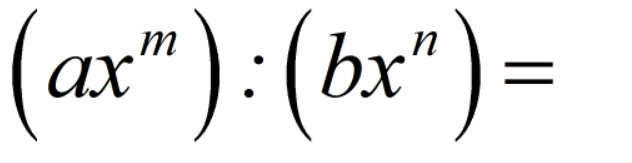 (ax^m) : (bx^n) =